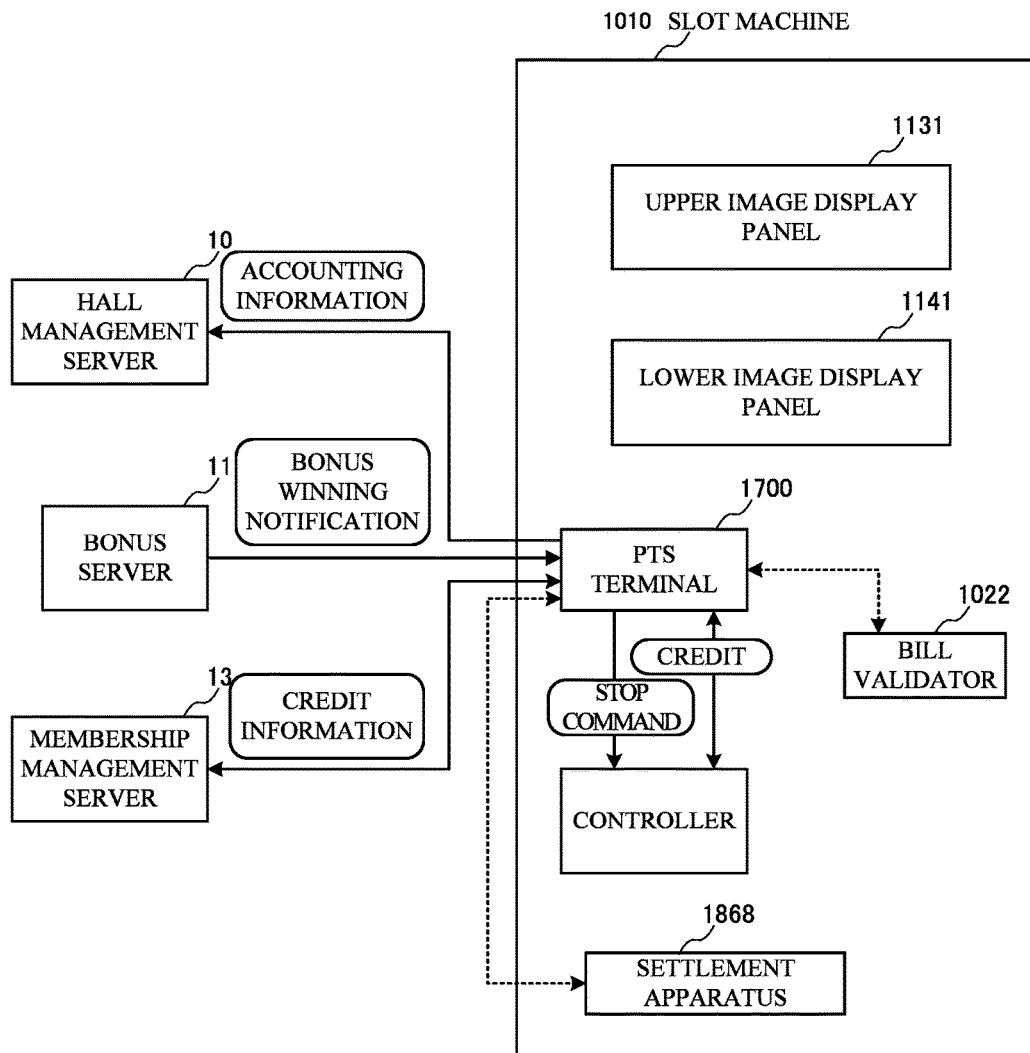 1010 SLOT MACHINE
1131
UPPER IMAGE DISPLAY
PANEL
10
HALL
MANAGEMENT
SERVER
ACCOUNTING
INFORMATION
1141
LOWER IMAGE DISPLAY
PANEL
11
BONUS
SERVER
BONUS
WINNING
NOTIFICATION
1700
PTS
TERMINAL
1022
BILL
VALIDATOR
CREDIT
STOP
COMMAND
13
MEMBERSHIP
MANAGEMENT
SERVER
CREDIT
INFORMATION
CONTROLLER
1868
SETTLEMENT
APPARATUS